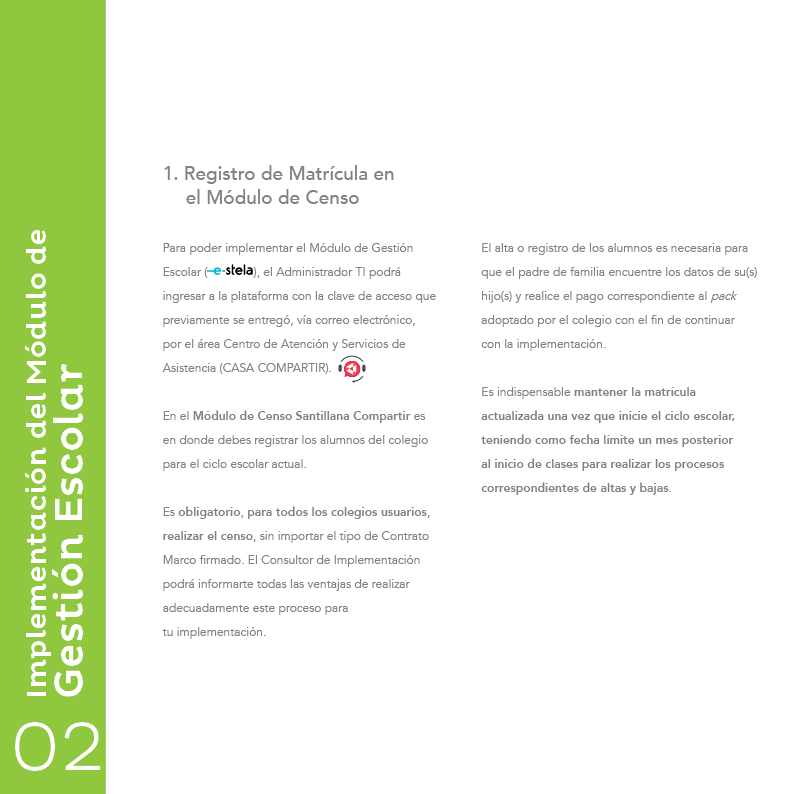 Implementación del Módulo de
Gestión Escolar
02
1. Registro de Matrícula en
el Módulo de Censo
Para poder implementar el Módulo de Gestión
Escolar (e-stela), el Administrador TI podrá
ingresar a la plataforma con la clave de acceso que
previamente se entregó, vía correo electrónico,
por el área Centro de Atención y Servicios de
Asistencia (CASA COMPARTIR).
En el Módulo de Censo Santillana Compartir es
en donde debes registrar los alumnos del colegio
para el ciclo escolar actual.
Es obligatorio, para todos los colegios usuarios,
realizar el censo, sin importar el tipo de Contrato
Marco firmado. El Consultor de Implementación
podrá informarte todas las ventajas de realizar
adecuadamente este proceso para
tu implementación.
El alta o registro de los alumnos es necesaria para
que el padre de familia encuentre los datos de su(s)
hijo(s) y realice el pago correspondiente al pack
adoptado por el colegio con el fin de continuar
con la implementación.
Es indispensable mantener la matrícula
actualizada una vez que inicie el ciclo escolar,
teniendo como fecha límite un mes posterior
al inicio de clases para realizar los procesos
correspondientes de altas y bajas.